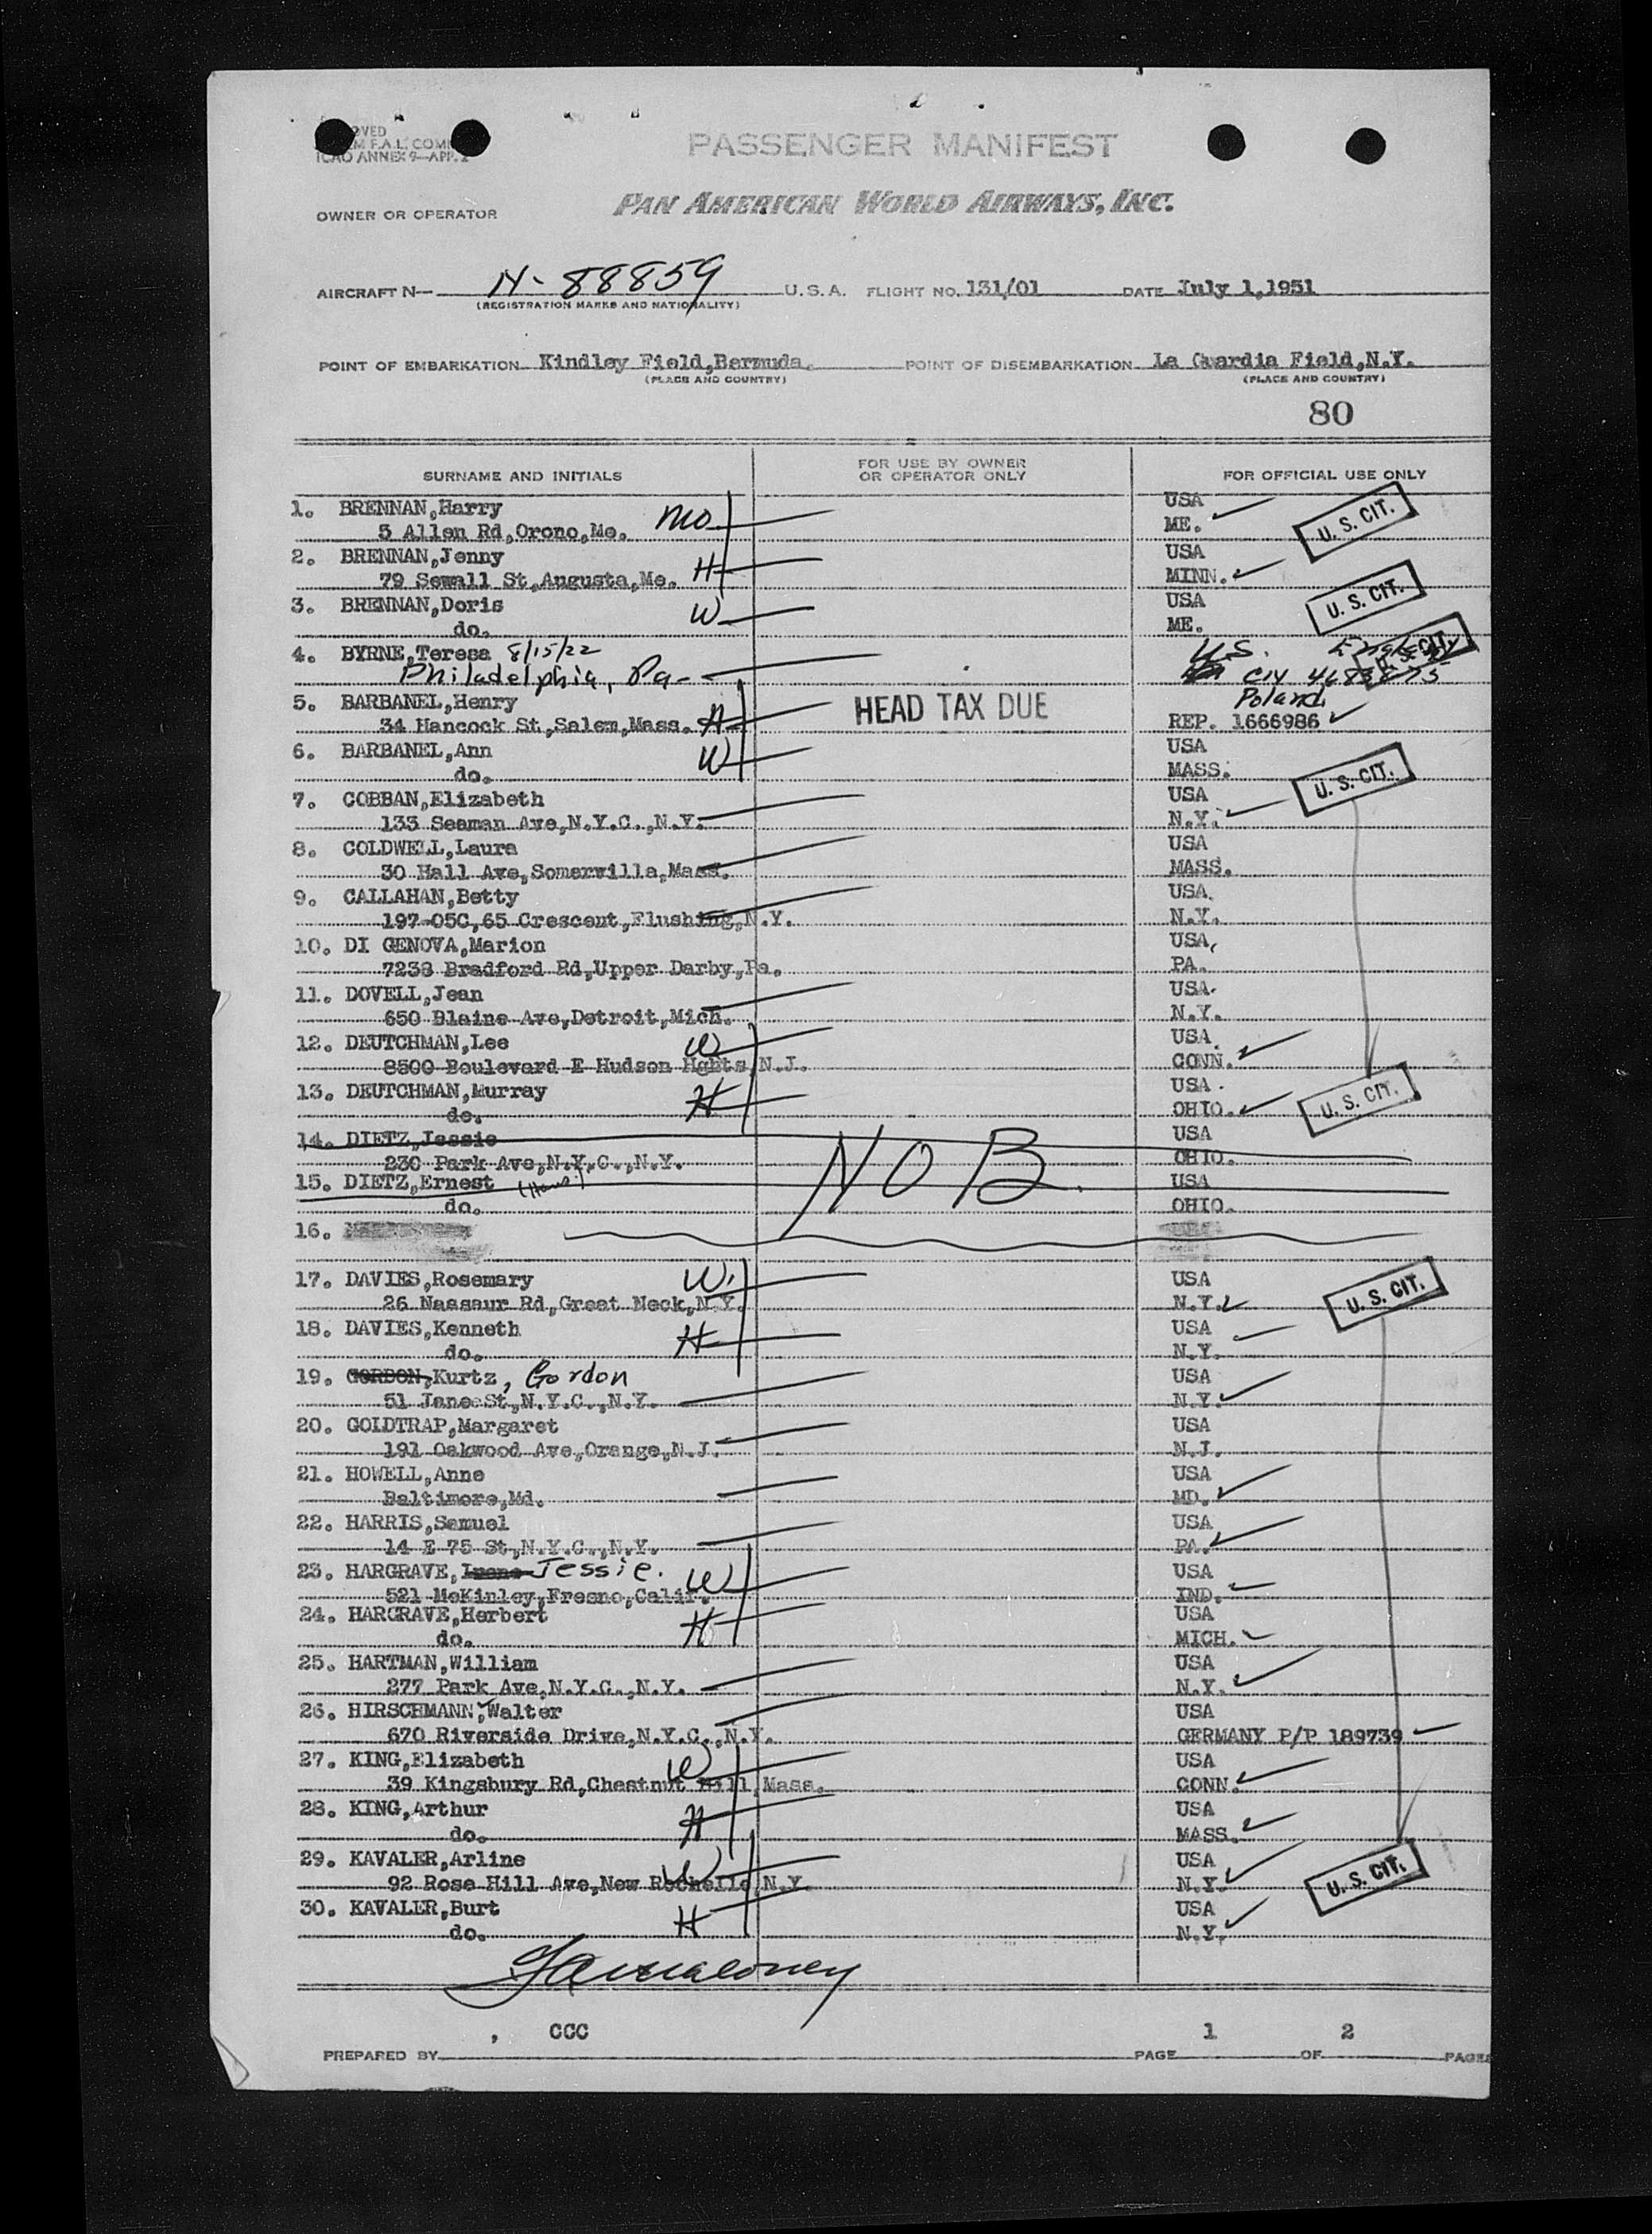 PASSENGER MANIFEST
ICAO ANNEX 9—APP. 2
PAN AMERICAN WORLD AIRWAYS, INC.
OWNER OR OPERATOR
AIRCRAFT N— N-88859 U.S.A. FLIGHT NO. 131/01 DATE July 1,1951
(REGISTRATION MARKS AND NATIONALITY)
POINT OF EMBARKATION Kindley Field,Bermuda. POINT OF DISEMBARKATION La Guardia Field,N.Y.
(PLACE AND COUNTRY) (PLACE AND COUNTRY)
80
SURNAME AND INITIALS FOR USE BY OWNER OR OPERATOR ONLY FOR OFFICIAL USE ONLY
1. BRENNAN,Harry USA
5 Allen Rd,Orono,Me. Mo ME. U. S. CIT.
2. BRENNAN,Jenny USA
79 Sewall St,Augusta,Me. H MINN.
3. BRENNAN,Doris W USA U. S. CIT.
do. ME.
4. BYRNE,Teresa 8/15/22 U.S.
Philadelphia, Pa-
Poland
5. BARBANEL,Henry HEAD TAX DUE
34 Hancock St,Salem,Mass. H REP. 1666986
6. BARBANEL,Ann W USA
do. MASS. U. S. CIT.
7. COBBAN,Elizabeth USA
133 Seaman Ave,N.Y.C.,N.Y. N.Y.
8. COLDWELL,Laura USA
30 Hall Ave,Somerville,Mass. MASS.
9. CALLAHAN,Betty USA.
197-05C,65 Crescent,Flushing,N.Y. N.Y.
10. DI GENOVA,Marion USA,
7238 Bradford Rd,Upper Darby,Pa. PA.
11. DOVELL,Jean USA.
650 Blaine Ave,Detroit,Mich. N.Y.
12. DEUTCHMAN,Lee W USA.
8500 Boulevard E Hudson Hghts,N.J. CONN.
13. DEUTCHMAN,Murray H USA.
do. OHIO. U. S. CIT.
14. DIETZ,Jessie USA
230 Park Ave,N.Y.C.,N.Y. NOB. OHIO.
15. DIETZ,Ernest USA
do. OHIO.
16.
17. DAVIES,Rosemary W. USA
26 Nassaur Rd,Great Neck,N.Y. N.Y. U. S. CIT.
18. DAVIES,Kenneth H USA
do. N.Y.
19. GORDON,Kurtz, Gordon USA
51 Jane St,N.Y.C.,N.Y. N.Y.
20. GOLDTRAP,Margaret USA
191 Oakwood Ave,Orange,N.J. N.J.
21. HOWELL,Anne USA
Baltimore,Md. MD.
22. HARRIS,Samuel USA
14 E 75 St,N.Y.C.,N.Y. PA.
23. HARGRAVE, Jessie. W USA
521 McKinley,Fresno,Calif. IND.
24. HARGRAVE,Herbert H USA
do. MICH.
25. HARTMAN,William USA
277 Park Ave,N.Y.C.,N.Y. N.Y.
26. HIRSCHMANN,Walter USA
670 Riverside Drive,N.Y.C.,N.Y. GERMANY P/P 189739
27. KING,Elizabeth W USA
39 Kingsbury Rd,Chestnut Hill,Mass. CONN.
28. KING,Arthur H USA
do. MASS.
29. KAVALER,Arline W USA
92 Rose Hill Ave,New Rochelle,N.Y. N.Y. U. S. CIT.
30. KAVALER,Burt H USA
do. N.Y.
CCC 1 2
PREPARED BY PAGE OF PAGES